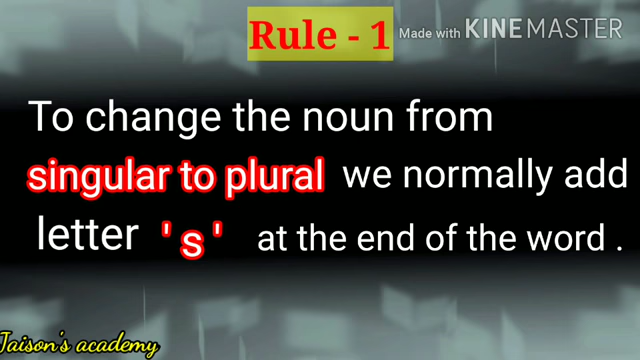 Rule - 1
Made with KINEMASTER
To change the noun from
singular to plural we normally add
letter ' s ' at the end of the word .
Jaison's academy